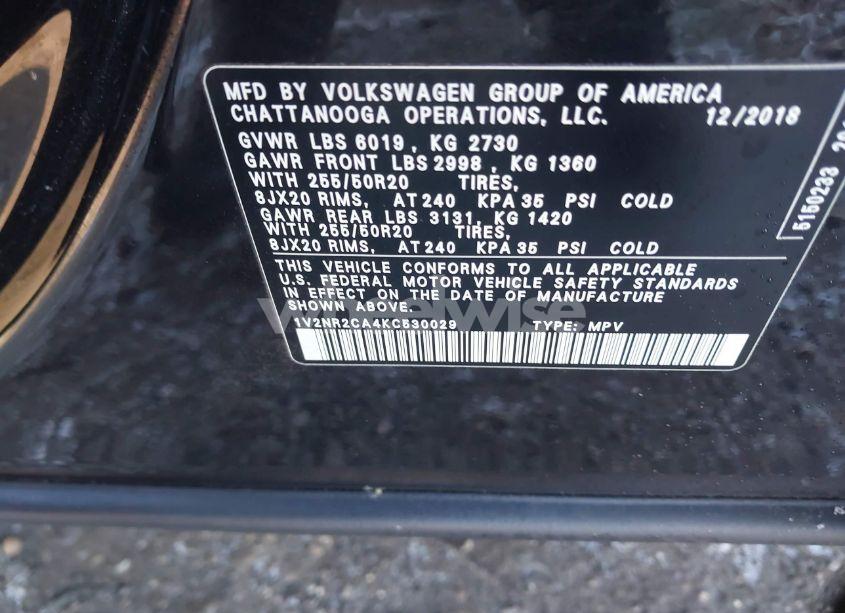 MFD BY VOLKSWAGEN GROUP OF AMERICA
CHATTANOOGA OPERATIONS, LLC. 12/2018
GVWR LBS 6019, KG 2730
GAWR FRONT LBS 2998, KG 1360
WITH 255/50R20 TIRES,
8JX20 RIMS, AT 240 KPA 35 PSI COLD
GAWR REAR LBS 3131, KG 1420
WITH 255/50R20 TIRES,
8JX20 RIMS, AT 240 KPA 35 PSI COLD
THIS VEHICLE CONFORMS TO ALL APPLICABLE
U.S. FEDERAL MOTOR VEHICLE SAFETY STANDARDS
IN EFFECT ON THE DATE OF MANUFACTURE
SHOWN ABOVE.
1V2NR2CA4KC530029 TYPE: MPV
5150233